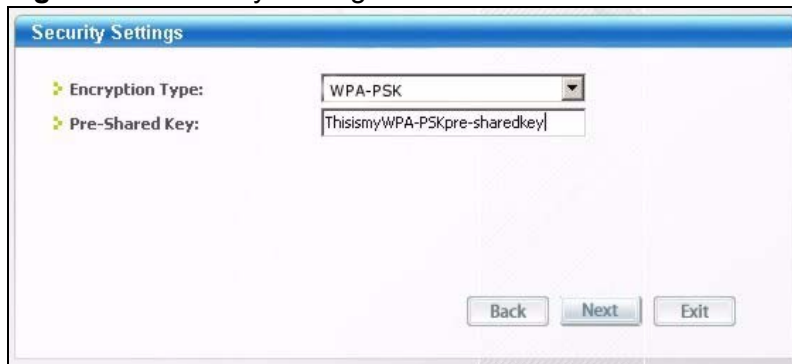 Security Settings
Encryption Type: WPA-PSK
Pre-Shared Key: ThisismyWPA-PSKpre-sharedkey
Back Next Exit